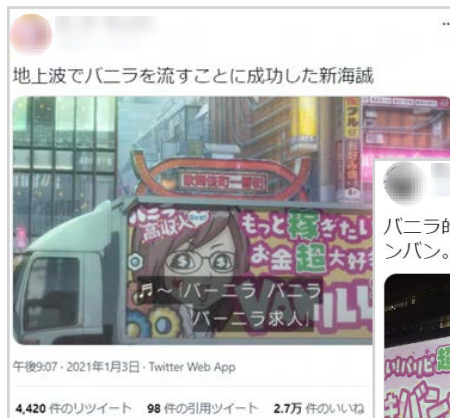 地上波でバニラを流すことに成功した新海誠
歌舞伎町一番街
バニラ
高収入
もっと稼ぎたい
お金超大好き
♬～「バーニラ バニラ
バーニラ求人」
午後9:07 · 2021年1月3日 · Twitter Web App
4,420 件のリツイート 98 件の引用ツイート 2.7万 件のいいね
バニラ的
ンバン。